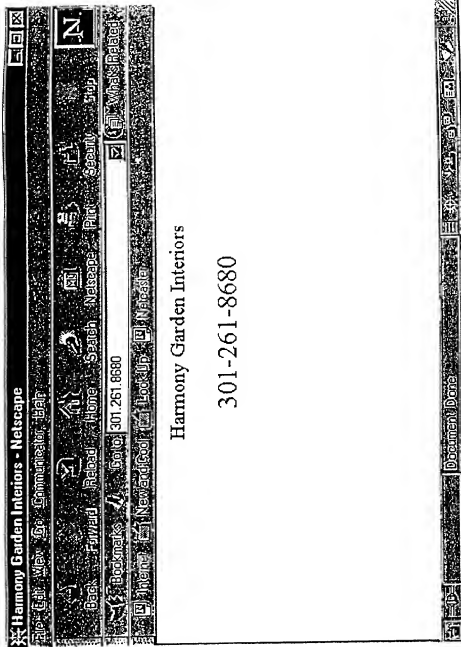 Harmony Garden Interiors - Netscape
File Edit View Go Communicator Help
Back Forward Reload Home Search Netscape Print Security Stop
Bookmarks Go to: 301.261.8680 What's Related
Internet New and Cool Look Up Netcaster
Harmony Garden Interiors
301-261-8680
Document: Done